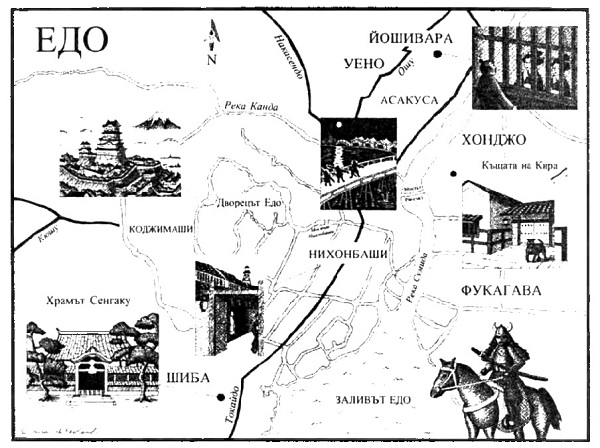 ЕДО
N
Накасендо
ЙОШИВАРА
УЕНО
Ошу
АСАКУСА
Река Канда
ХОНДЖО
Къщата на Кира
Дворецът Едо
Кошу
КОДЖИМАШИ
НИХОНБАШИ
Река Сумида
ФУКАГАВА
Храмът Сенгаку
ШИБА
Токайдо
ЗАЛИВЪТ ЕДО